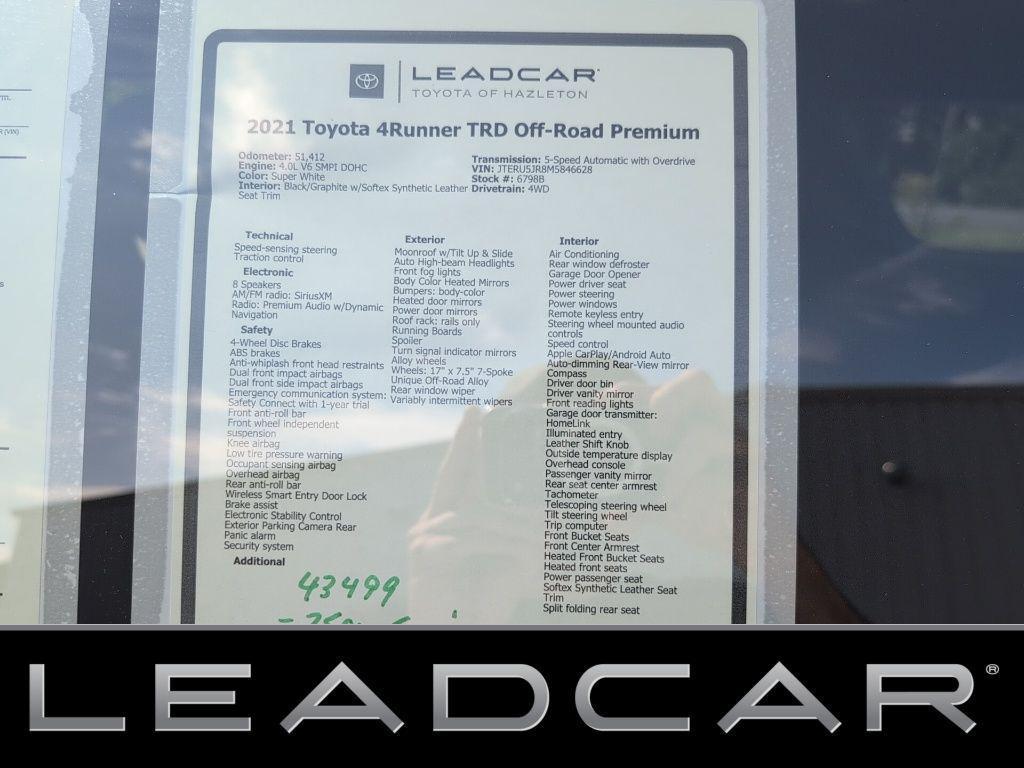 LEADCAR
TOYOTA OF HAZLETON
2021 Toyota 4Runner TRD Off-Road Premium
Odometer: 51,412
Engine: 4.0L V6 SMPI DOHC
Color: Super White
Interior: Black/Graphite w/Softex Synthetic Leather
Seat Trim
Transmission: 5-Speed Automatic with Overdrive
VIN: JTERU5JR8M5846628
Stock #: 6798B
Drivetrain: 4WD
Technical
Speed-sensing steering
Traction control
Electronic
8 Speakers
AM/FM radio: SiriusXM
Radio: Premium Audio w/Dynamic
Navigation
Safety
4-Wheel Disc Brakes
ABS brakes
Anti-whiplash front head restraints
Dual front impact airbags
Dual front side impact airbags
Emergency communication system:
Safety Connect with 1-year trial
Front anti-roll bar
Front wheel independent
suspension
Knee airbag
Low tire pressure warning
Occupant sensing airbag
Overhead airbag
Rear anti-roll bar
Wireless Smart Entry Door Lock
Brake assist
Electronic Stability Control
Exterior Parking Camera Rear
Panic alarm
Security system
Additional
Exterior
Moonroof w/Tilt Up & Slide
Auto High-beam Headlights
Front fog lights
Body Color Heated Mirrors
Bumpers: body-color
Heated door mirrors
Power door mirrors
Roof rack: rails only
Running Boards
Spoiler
Turn signal indicator mirrors
Alloy wheels
Wheels: 17" x 7.5" 7-Spoke
Unique Off-Road Alloy
Rear window wiper
Variably intermittent wipers
Interior
Air Conditioning
Rear window defroster
Garage Door Opener
Power driver seat
Power steering
Power windows
Remote keyless entry
Steering wheel mounted audio
controls
Speed control
Apple CarPlay/Android Auto
Auto-dimming Rear-View mirror
Compass
Driver door bin
Driver vanity mirror
Front reading lights
Garage door transmitter:
HomeLink
Illuminated entry
Leather Shift Knob
Outside temperature display
Overhead console
Passenger vanity mirror
Rear seat center armrest
Tachometer
Telescoping steering wheel
Tilt steering wheel
Trip computer
Front Bucket Seats
Front Center Armrest
Heated Front Bucket Seats
Heated front seats
Power passenger seat
Softex Synthetic Leather Seat
Trim
Split folding rear seat
43499
LEADCAR®